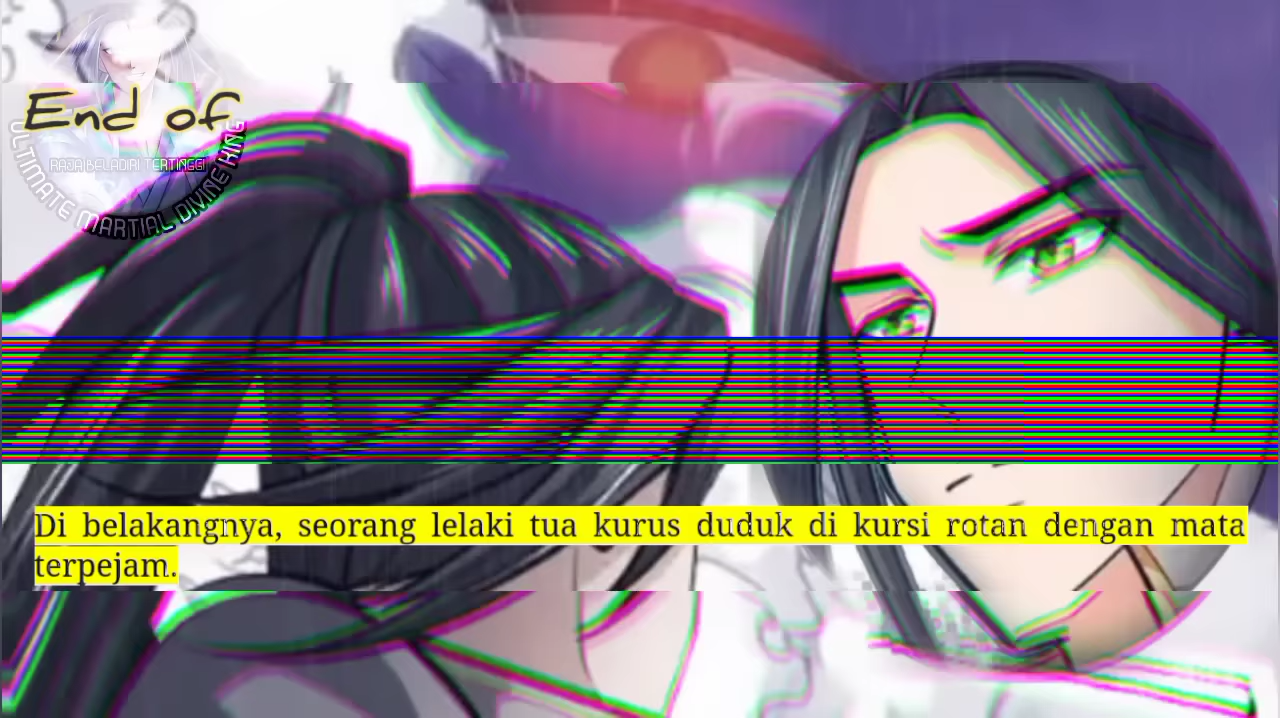 End of
RAJA BELADIRI TERTINGGI
ULTIMATE MARTIAL DIVINE KING
Di belakangnya, seorang lelaki tua kurus duduk di kursi rotan dengan mata
terpejam.